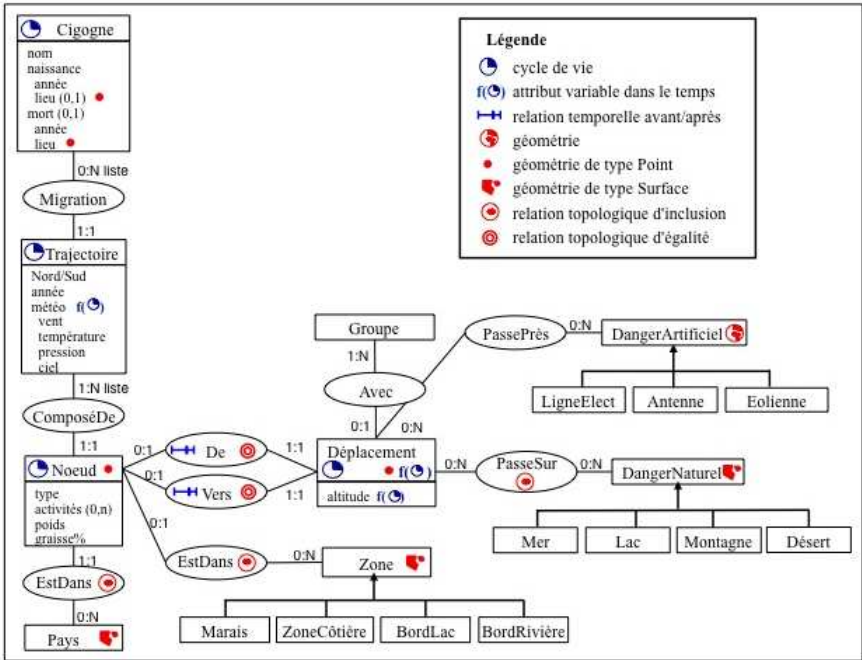 Cigogne
nom
naissance
année
lieu (0,1)
mort (0,1)
année
lieu
0:N liste
Migration
1:1
Trajectoire
Nord/Sud
année
météo f( )
vent
température
pression
ciel
1:N liste
ComposéDe
1:1
Noeud
type
activités (0,n)
poids
graisse%
1:1
EstDans
0:N
Pays
Légende
cycle de vie
f( ) attribut variable dans le temps
relation temporelle avant/après
géométrie
géométrie de type Point
géométrie de type Surface
relation topologique d'inclusion
relation topologique d'égalité
Groupe
1:N
Avec
0:1
0:N
PassePrès
0:N
DangerArtificiel
LigneElect
Antenne
Eolienne
0:1
De
1:1
0:1
Vers
1:1
Déplacement
f( )
altitude f( )
0:N
PasseSur
0:N
DangerNaturel
Mer
Lac
Montagne
Désert
0:1
EstDans
0:N
Zone
Marais
ZoneCôtière
BordLac
BordRivière